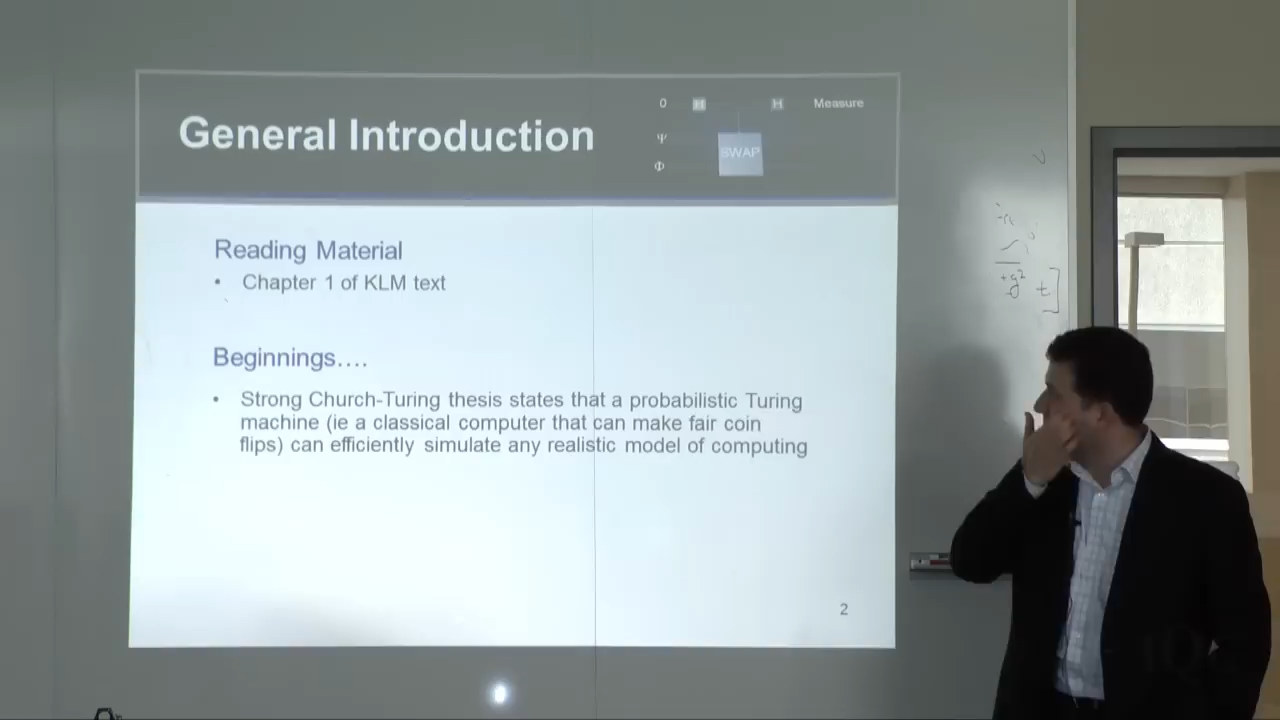 General Introduction
0 H H Measure
Ψ
SWAP
Φ
Reading Material
• Chapter 1 of KLM text
Beginnings….
• Strong Church-Turing thesis states that a probabilistic Turing
machine (ie a classical computer that can make fair coin
flips) can efficiently simulate any realistic model of computing
2